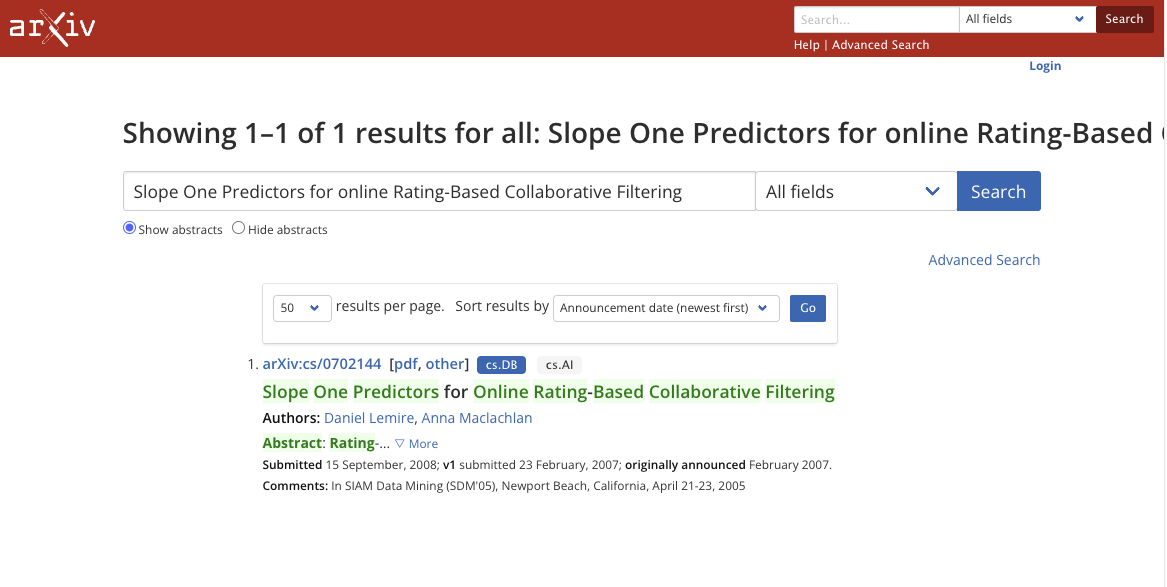 arXiv
Search... All fields Search
Help | Advanced Search
Login
Showing 1–1 of 1 results for all: Slope One Predictors for online Rating-Based
Slope One Predictors for online Rating-Based Collaborative Filtering All fields Search
Show abstracts Hide abstracts
Advanced Search
50 results per page. Sort results by Announcement date (newest first) Go
1. arXiv:cs/0702144 [pdf, other] cs.DB cs.AI
Slope One Predictors for Online Rating-Based Collaborative Filtering
Authors: Daniel Lemire, Anna Maclachlan
Abstract: Rating-... ▽ More
Submitted 15 September, 2008; v1 submitted 23 February, 2007; originally announced February 2007.
Comments: In SIAM Data Mining (SDM'05), Newport Beach, California, April 21-23, 2005